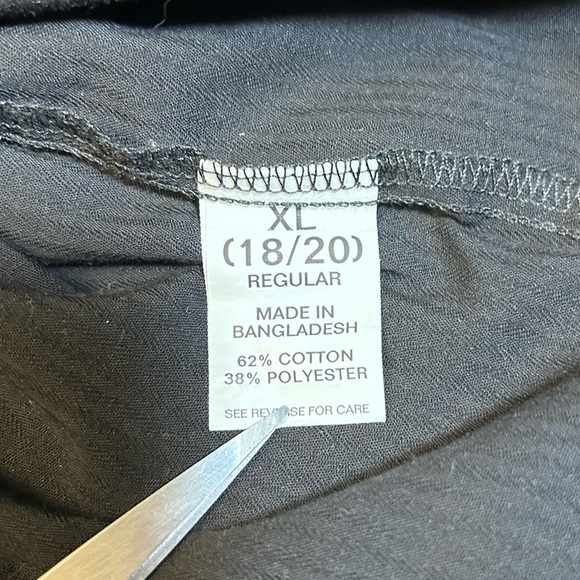 XL
(18/20)
REGULAR
MADE IN
BANGLADESH
62% COTTON
38% POLYESTER
SEE REVERSE FOR CARE